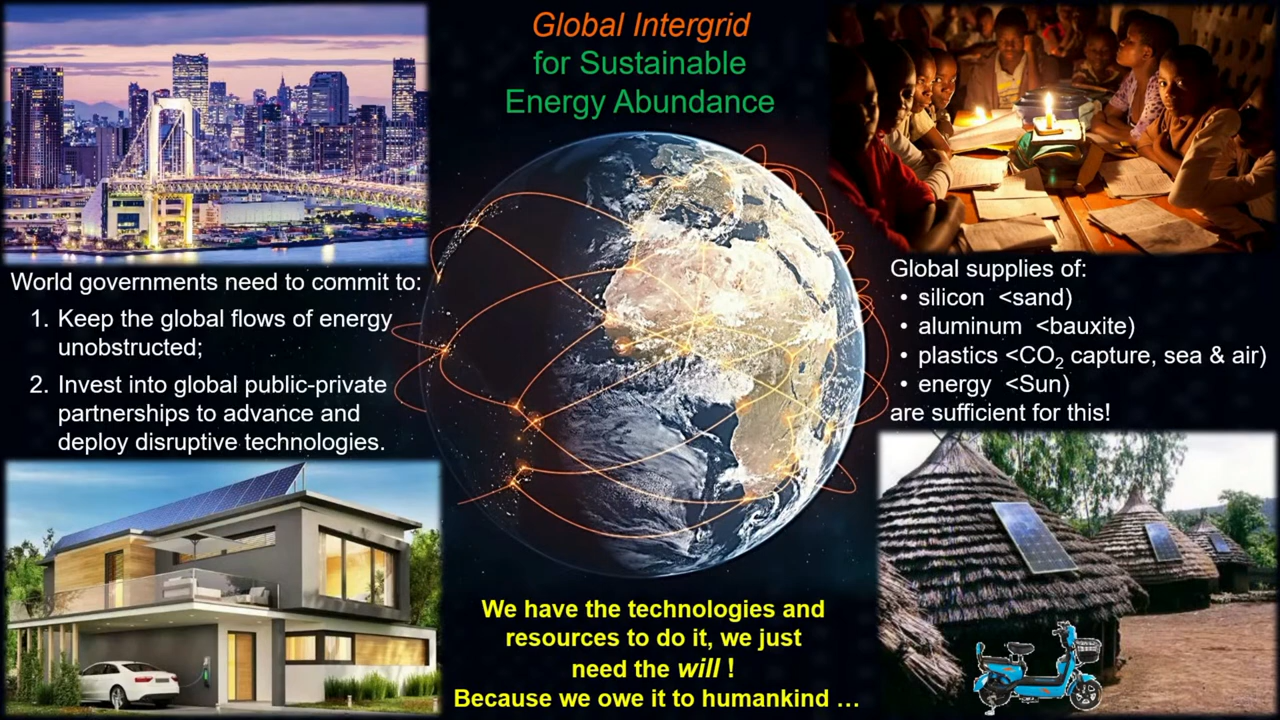 Global Intergrid
for Sustainable
Energy Abundance
World governments need to commit to:
1. Keep the global flows of energy
unobstructed;
2. Invest into global public-private
partnerships to advance and
deploy disruptive technologies.
Global supplies of:
• silicon <sand)
• aluminum <bauxite)
• plastics <CO₂ capture, sea & air)
• energy <Sun)
are sufficient for this!
We have the technologies and
resources to do it, we just
need the will !
Because we owe it to humankind …